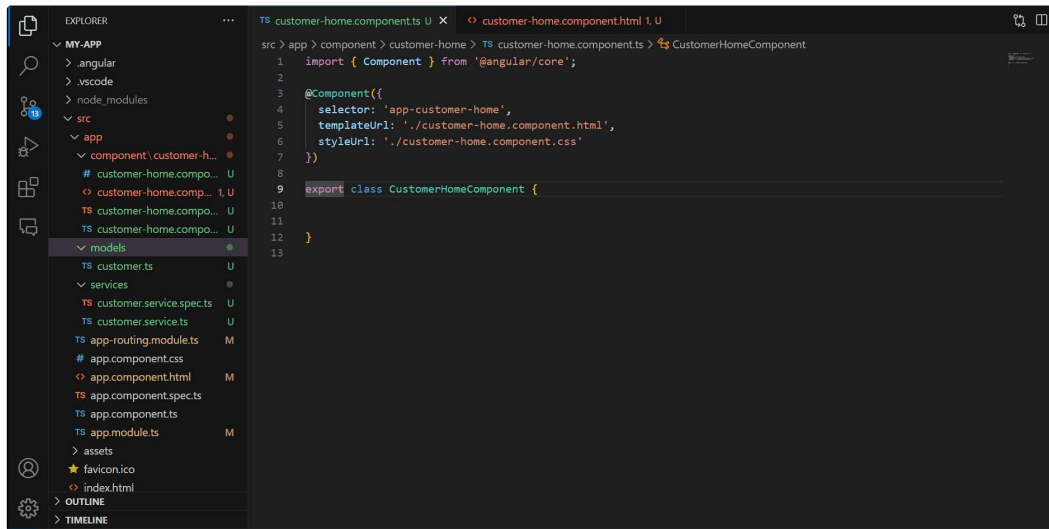 EXPLORER
MY-APP
.angular
.vscode
node_modules
src
app
component \ customer-h...
# customer-home.compo... U
<> customer-home.comp... 1, U
TS customer-home.compo... U
TS customer-home.compo... U
models
TS customer.ts U
services
TS customer.service.spec.ts U
TS customer.service.ts U
TS app-routing.module.ts M
# app.component.css
<> app.component.html M
TS app.component.spec.ts
TS app.component.ts
TS app.module.ts M
assets
favicon.ico
<> index.html
OUTLINE
TIMELINE
13
TS customer-home.component.ts U
<> customer-home.component.html 1, U
src > app > component > customer-home > TS customer-home.component.ts > CustomerHomeComponent
1 import { Component } from '@angular/core';
2
3 @Component({
4 selector: 'app-customer-home',
5 templateUrl: './customer-home.component.html',
6 styleUrl: './customer-home.component.css'
7 })
8
9 export class CustomerHomeComponent {
10
11
12 }
13